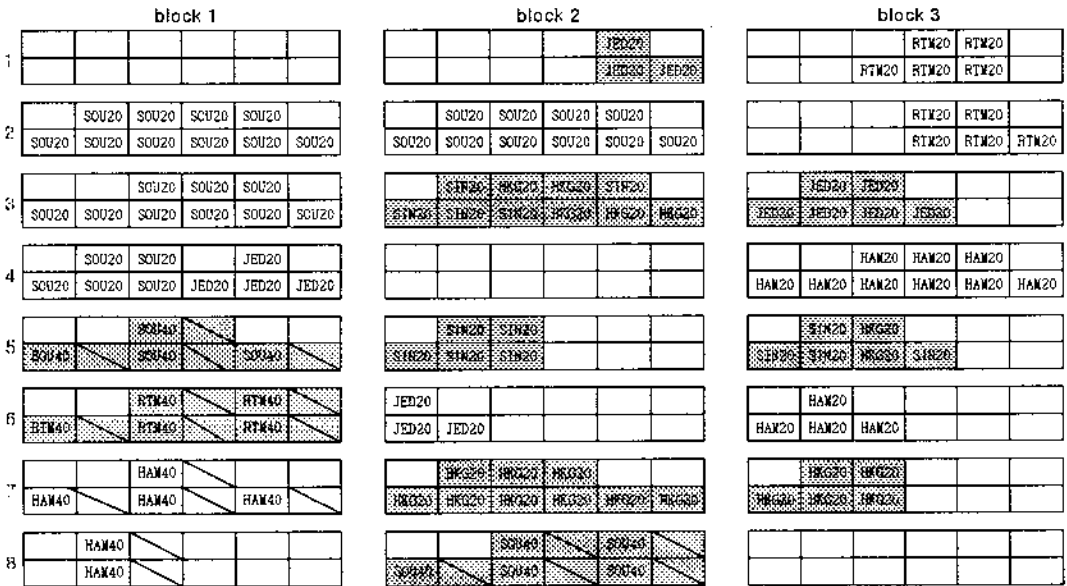 block 1 block 2 block 3
1 JED20 RTM20 RTM20
JED20 JED20 RTM20 RTM20 RTM20
2 SOU20 SOU20 SOU20 SOU20 SOU20 SOU20 SOU20 SOU20 RTM20 RTM20
SOU20 SOU20 SOU20 SOU20 SOU20 SOU20 SOU20 SOU20 SOU20 SOU20 SOU20 SOU20 RTM20 RTM20 RTM20
3 SOU20 SOU20 SOU20 SIN20 HKG20 HKG20 SIN20 JED20 JED20
SOU20 SOU20 SOU20 SOU20 SOU20 SOU20 SIN20 SIN20 SIN20 HKG20 HKG20 HKG20 JED20 JED20 JED20 JED20
4 SOU20 SOU20 JED20 HAM20 HAM20 HAM20
SOU20 SOU20 SOU20 JED20 JED20 JED20 HAM20 HAM20 HAM20 HAM20 HAM20 HAM20
5 SOU40 SIN20 SIN20 SIN20 HKG20
SOU40 SOU40 SOU40 SIN20 SIN20 SIN20 SIN20 SIN20 HKG20 SIN20
6 RTM40 RTM40 JED20 HAM20
RTM40 RTM40 RTM40 JED20 JED20 HAM20 HAM20 HAM20
7 HAM40 HKG20 HKG20 HKG20 HKG20 HKG20
HAM40 HAM40 HAM40 HKG20 HKG20 HKG20 HKG20 HKG20 HKG20 HKG20 HKG20 HKG20
8 HAM40 SOU40 SOU40
HAM40 SOU40 SOU40 SOU40